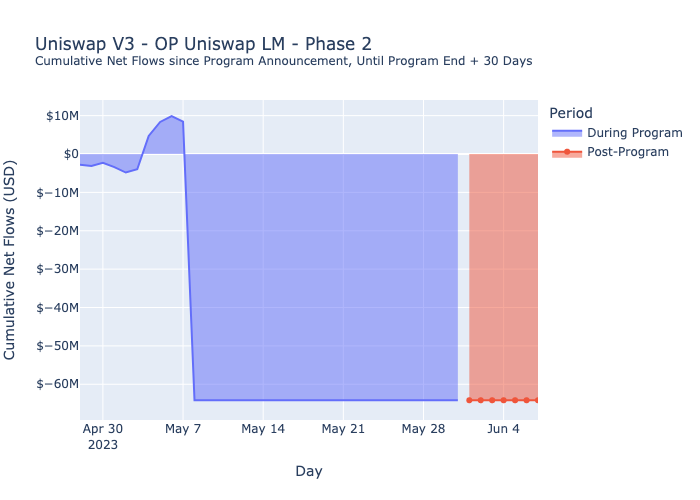 Uniswap V3 - OP Uniswap LM - Phase 2
Cumulative Net Flows since Program Announcement, Until Program End + 30 Days
Period
During Program
Post-Program
Cumulative Net Flows (USD)
$10M
$0
$−10M
$−20M
$−30M
$−40M
$−50M
$−60M
Apr 30
2023
May 7
May 14
May 21
May 28
Jun 4
Day